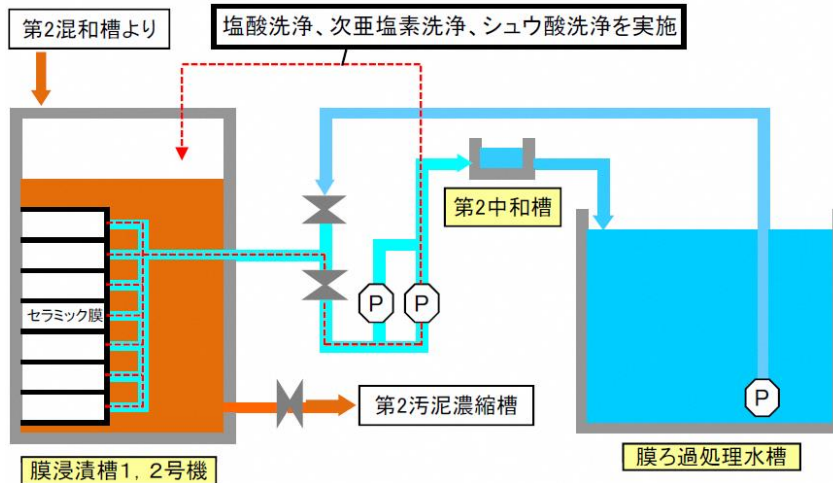 第2混和槽より
塩酸洗浄、次亜塩素洗浄、シュウ酸洗浄を実施
第2中和槽
セラミック膜
P
P
P
第2汚泥濃縮槽
膜浸漬槽1，2号機
膜ろ過処理水槽